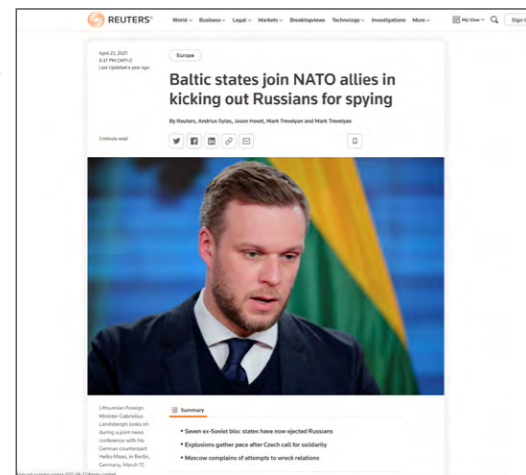 REUTERS®
World Business Legal Markets Breakingviews Technology Investigations More
My View
Sign
April 23, 2021
6:37 PM GMT+2
Last Updated a year ago
Europe
Baltic states join NATO allies in
kicking out Russians for spying
By Reuters, Andrius Sytas, Jason Hovet, Mark Trevelyan and Mark Trevelyan
3 minute read
Lithuanian Foreign
Minister Gabrielius
Landsbergis looks on
during a joint news
conference with his
German counterpart
Heiko Maas, in Berlin,
Germany, March 17,
Summary
• Seven ex-Soviet bloc states have now ejected Russians
• Explusions gather pace after Czech call for solidarity
• Moscow complains of attempts to wreck relations